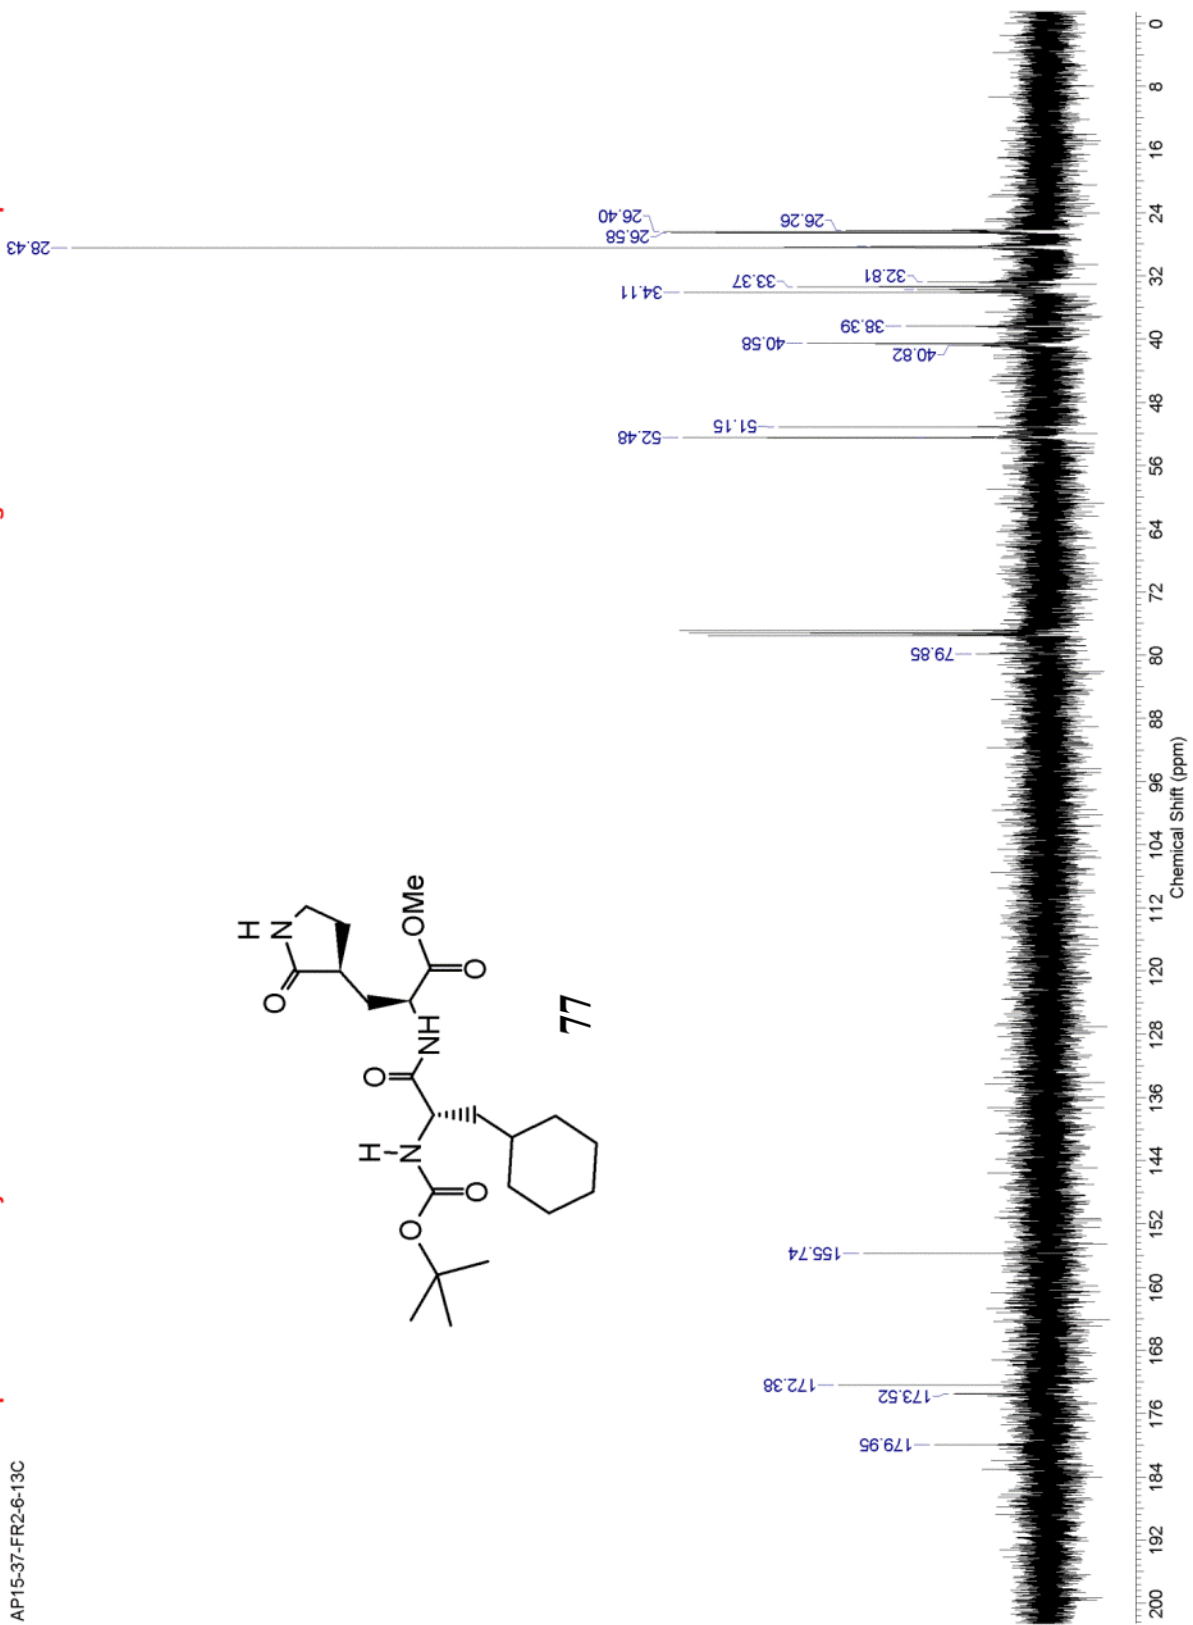 AP15-37-FR2-6-13C
28.43
26.40
26.58
26.26
34.11
33.37
32.81
38.39
40.58
40.82
52.48
51.15
79.85
155.74
172.38
173.52
179.95
H
N
O
OMe
O
NH
O
H
N
O
O
77
200 192 184 176 168 160 152 144 136 128 120 112 104 96 88 80 72 64 56 48 40 32 24 16 8 0
Chemical Shift (ppm)